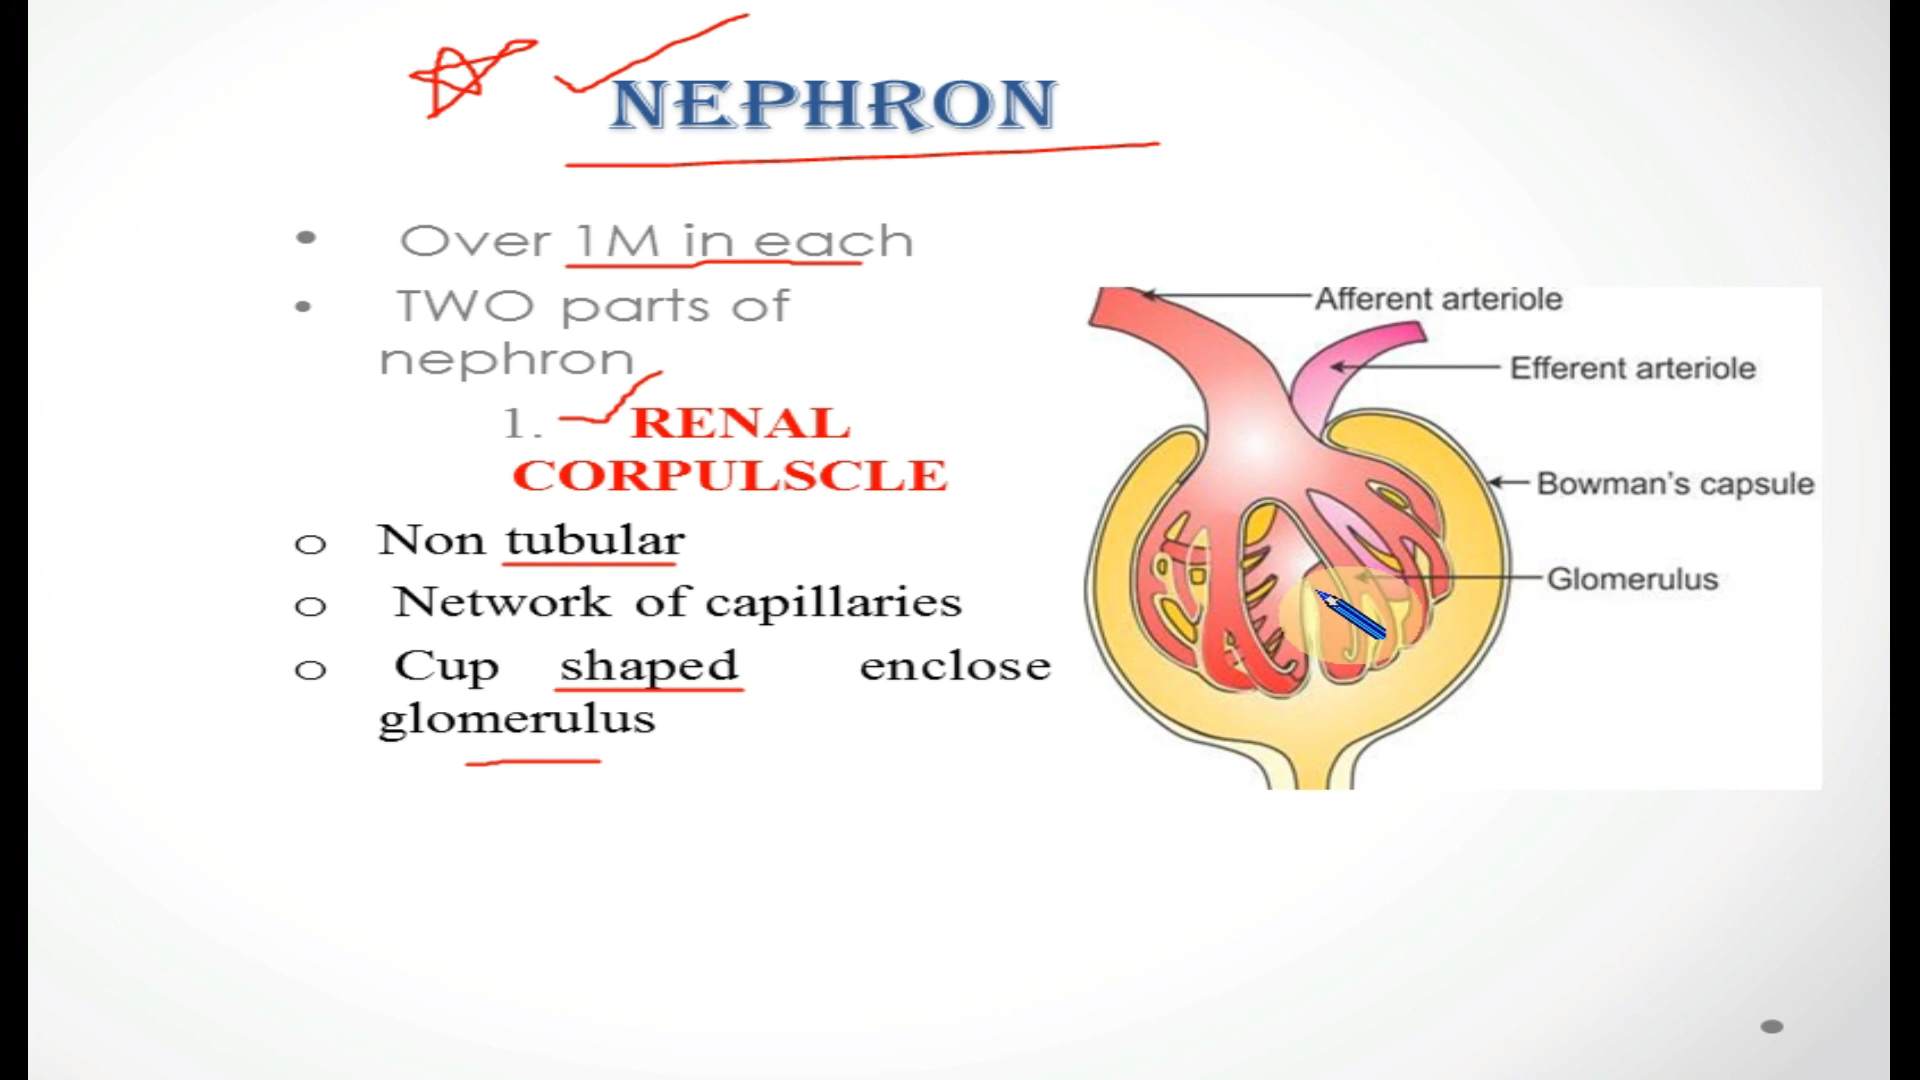 NEPHRON
• Over 1M in each
• TWO parts of
nephron
1. RENAL
CORPULSCLE
o Non tubular
o Network of capillaries
o Cup shaped enclose
glomerulus
Afferent arteriole
Efferent arteriole
Bowman's capsule
Glomerulus